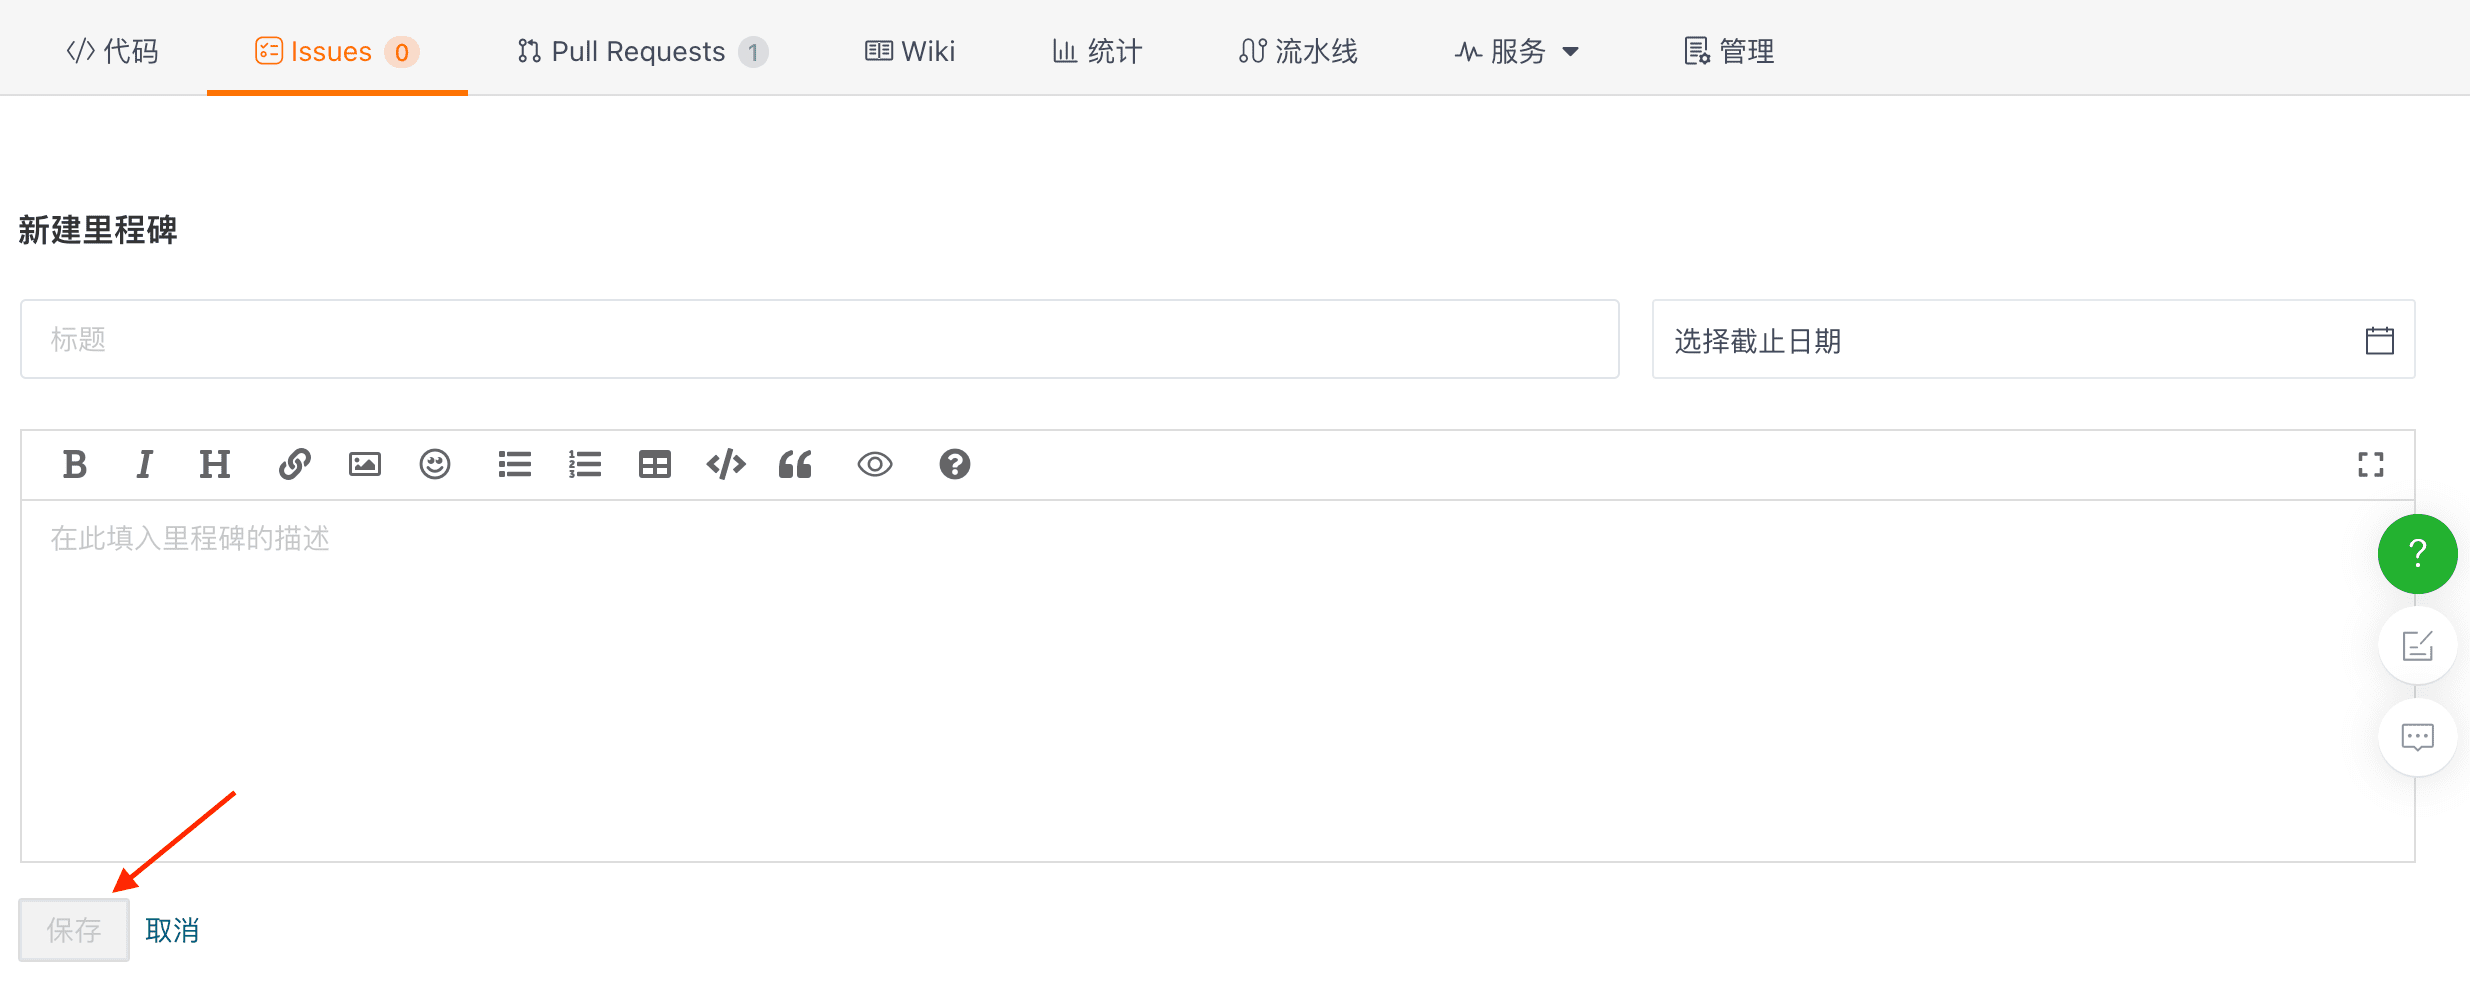 代码 Issues 0 Pull Requests 1 Wiki 统计 流水线 服务 管理
新建里程碑
标题 选择截止日期
在此填入里程碑的描述
保存 取消